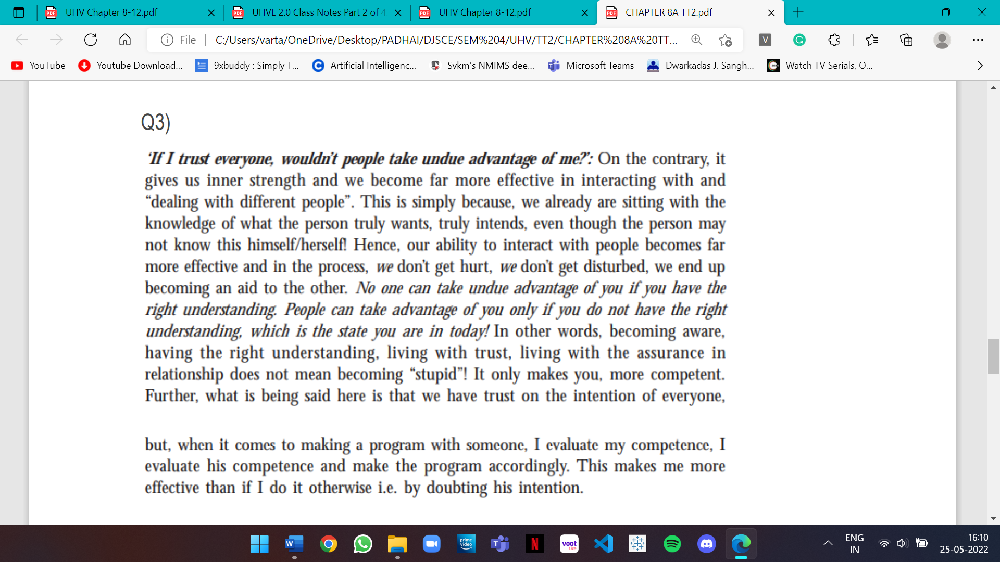 UHV Chapter 8-12.pdf
UHVE 2.0 Class Notes Part 2 of 4
UHV Chapter 8-12.pdf
CHAPTER 8A TT2.pdf
File
C:/Users/varta/OneDrive/Desktop/PADHAI/DJSCE/SEM%204/UHV/TT2/CHAPTER%208A%20TT...
V
YouTube
Youtube Download...
9xbuddy : Simply T...
Artificial Intelligenc...
Svkm's NMIMS dee...
Microsoft Teams
Dwarkadas J. Sangh...
Watch TV Serials, O...
Q3)
‘If I trust everyone, wouldn’t people take undue advantage of me?’: On the contrary, it
gives us inner strength and we become far more effective in interacting with and
“dealing with different people”. This is simply because, we already are sitting with the
knowledge of what the person truly wants, truly intends, even though the person may
not know this himself/herself! Hence, our ability to interact with people becomes far
more effective and in the process, we don’t get hurt, we don’t get disturbed, we end up
becoming an aid to the other. No one can take undue advantage of you if you have the
right understanding. People can take advantage of you only if you do not have the right
understanding, which is the state you are in today! In other words, becoming aware,
having the right understanding, living with trust, living with the assurance in
relationship does not mean becoming “stupid”! It only makes you, more competent.
Further, what is being said here is that we have trust on the intention of everyone,
but, when it comes to making a program with someone, I evaluate my competence, I
evaluate his competence and make the program accordingly. This makes me more
effective than if I do it otherwise i.e. by doubting his intention.
prime video
voot Lite
ENG
IN
16:10
25-05-2022